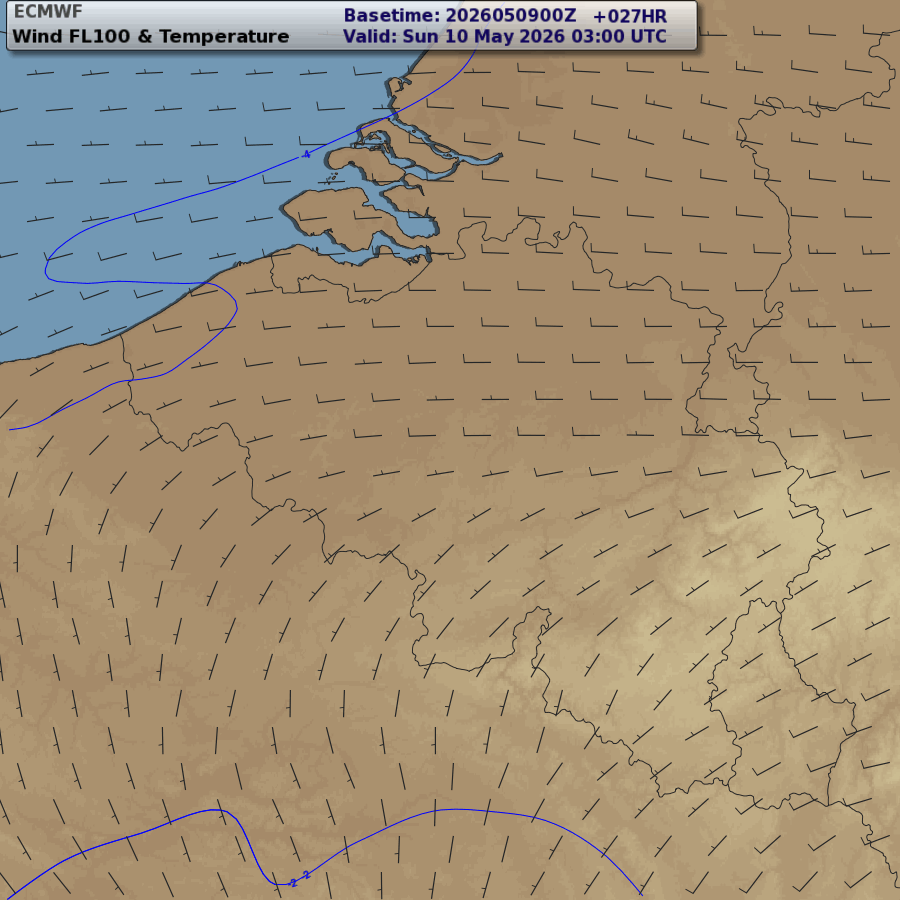 ECMWF
Basetime: 2026050900Z +027HR
Wind FL100 & Temperature
Valid: Sun 10 May 2026 03:00 UTC
-4
-2
-2